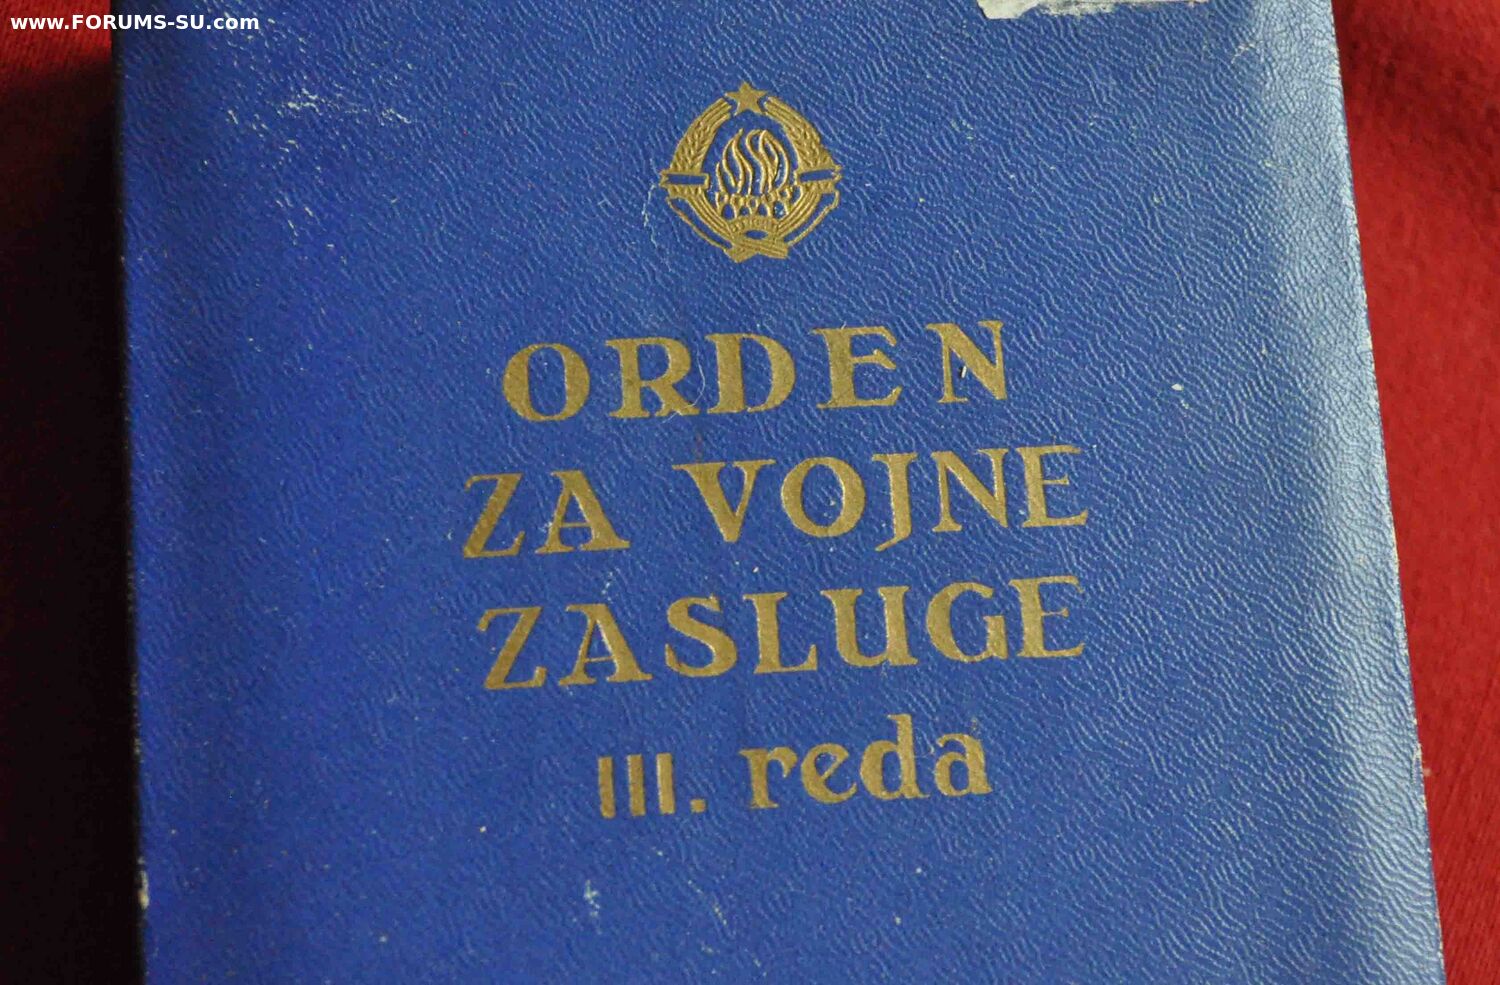 www.FORUMS-SU.com
ORDEN
ZA VOJNE
ZASLUGE
III. reda